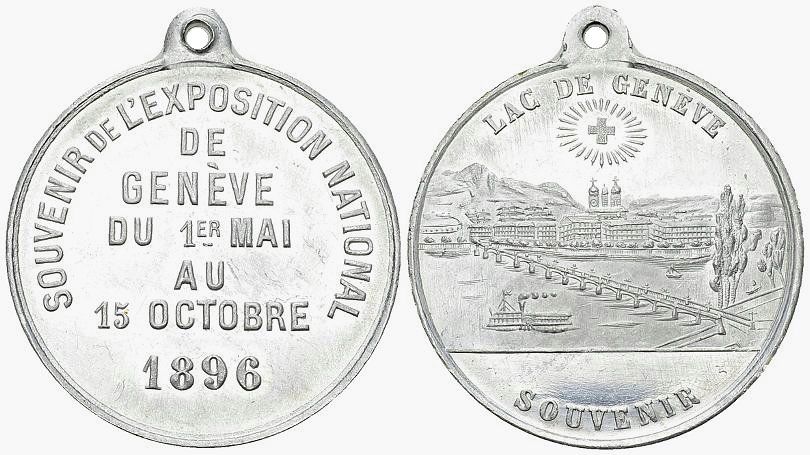 SOUVENIR DE L'EXPOSITION NATIONAL
DE
GENÈVE
DU 1ER MAI
AU
15 OCTOBRE
1896
LAC DE GENÈVE
SOUVENIR